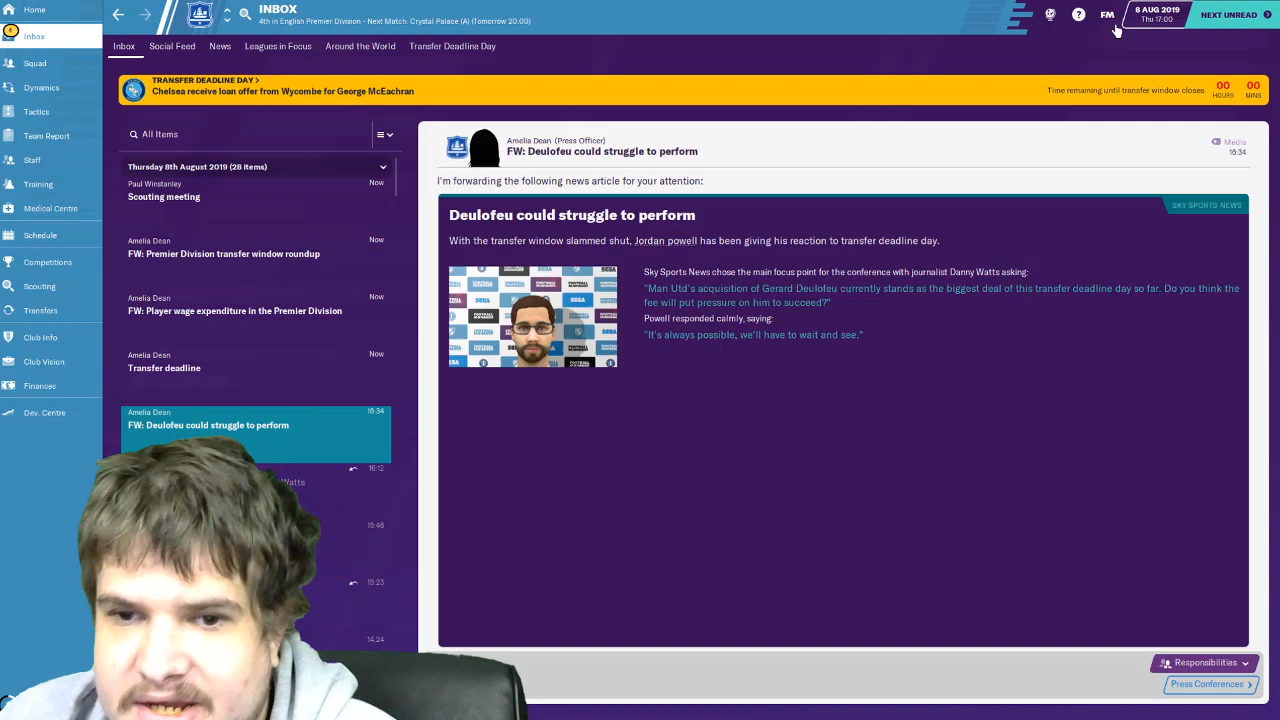 Home
INBOX
4th in English Premier Division - Next Match: Crystal Palace (A) (Tomorrow 20:00)
FM
8 AUG 2019
Thu 17:00
NEXT UNREAD
4
Inbox
Squad
Dynamics
Tactics
Team Report
Staff
Training
Medical Centre
Schedule
Competitions
Scouting
Transfers
Club Info
Club Vision
Finances
Dev. Centre
Inbox
Social Feed
News
Leagues in Focus
Around the World
Transfer Deadline Day
TRANSFER DEADLINE DAY >
Chelsea receive loan offer from Wycombe for George McEachran
Time remaining until transfer window closes
00 HOURS
00 MINS
All Items
Thursday 8th August 2019 (28 items)
Paul Winstanley
Now
Scouting meeting
Amelia Dean
Now
FW: Premier Division transfer window roundup
Amelia Dean
Now
FW: Player wage expenditure in the Premier Division
Amelia Dean
Now
Transfer deadline
Amelia Dean
16:34
FW: Deulofeu could struggle to perform
16:12
Watts
15:46
15:23
14:24
Amelia Dean (Press Officer)
FW: Deulofeu could struggle to perform
Media
16:34
I'm forwarding the following news article for your attention:
SKY SPORTS NEWS
Deulofeu could struggle to perform
With the transfer window slammed shut, Jordan powell has been giving his reaction to transfer deadline day.
SEGA
Sky Sports News chose the main focus point for the conference with journalist Danny Watts asking:
"Man Utd's acquisition of Gerard Deulofeu currently stands as the biggest deal of this transfer deadline day so far. Do you think the
fee will put pressure on him to succeed?"
Powell responded calmly, saying:
"It's always possible, we'll have to wait and see."
Responsibilities
Press Conferences >